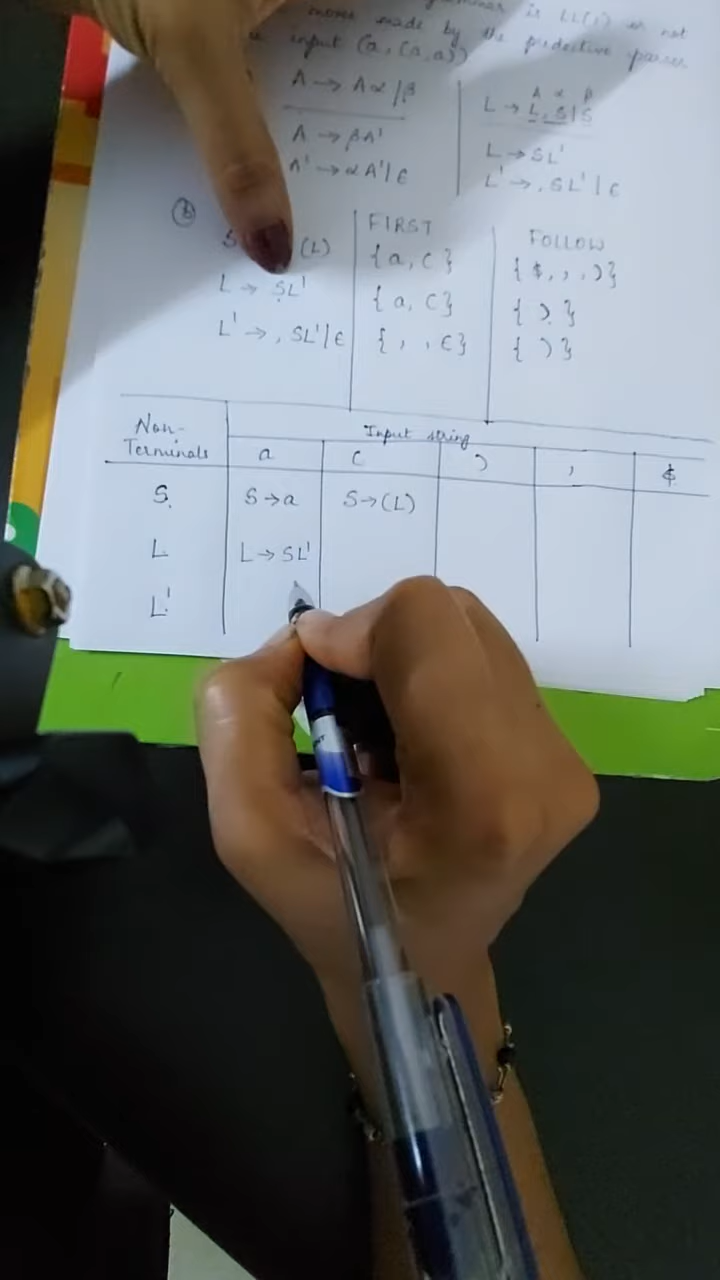 is LL(1) or not
moves made by the predictive parser
input (a, (a, a))
A → Aα | β
A → βA'
A' → αA' | ε
A α β
L → L, S | S
L → SL'
L' → , SL' | ε
b
FIRST
FOLLOW
S (L) { a, ( } { $, , , ) }
L → SL' { a, ( } { ) }
L' → , SL' | ε { , , ε } { ) }
Non-Terminals
Input string
a ( ) , $
S S → a S → (L)
L L → SL'
L'